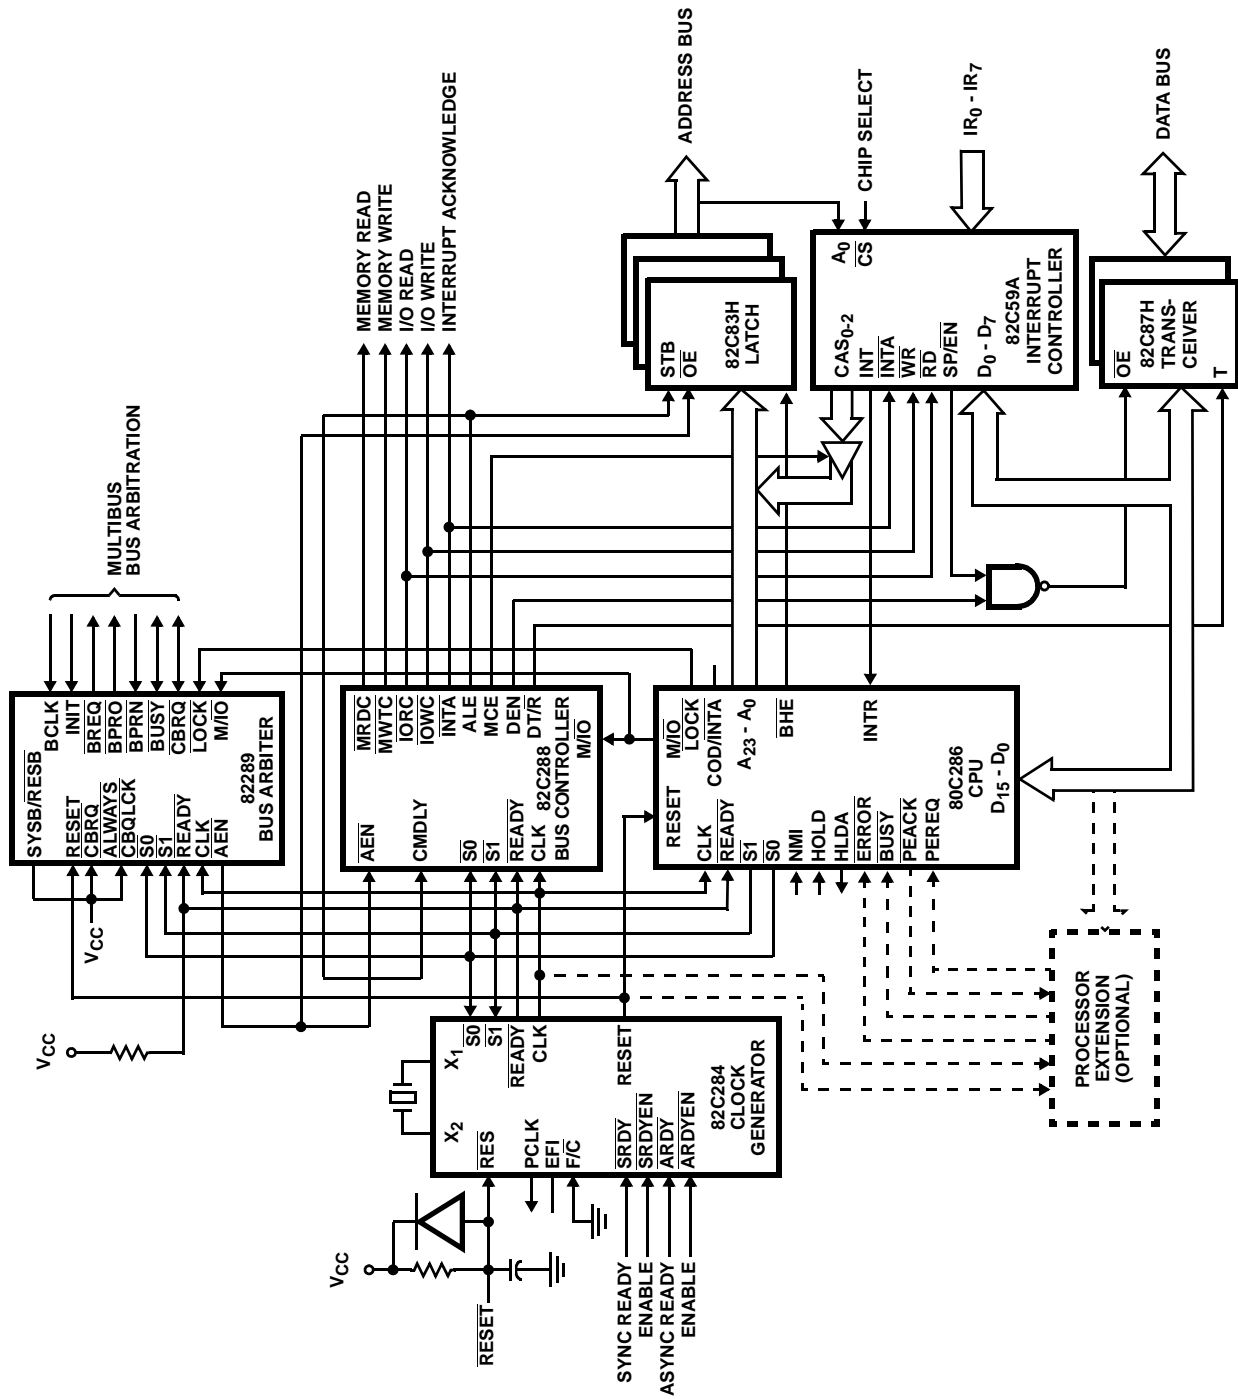 VCC
RESET
SYNC READY
ENABLE
ASYNC READY
ENABLE
X2
X1
RES
PCLK
EFI
F/C
SRDY
SRDYEN
ARDY
ARDYEN
S0
S1
READY
CLK
RESET
82C284
CLOCK
GENERATOR
VCC
VCC
SYSB/RESB
RESET
CBRQ
ALWAYS
CBQLCK
S0
S1
READY
CLK
AEN
BCLK
INIT
BREQ
BPRO
BPRN
BUSY
CBRQ
LOCK
M/IO
82289
BUS ARBITER
MULTIBUS
BUS ARBITRATION
AEN
CMDLY
S0
S1
READY
CLK
MRDC
MWTC
IORC
IOWC
INTA
ALE
MCE
DEN
DT/R
M/IO
82C288
BUS CONTROLLER
MEMORY READ
MEMORY WRITE
I/O READ
I/O WRITE
INTERRUPT ACKNOWLEDGE
RESET
CLK
READY
S1
S0
NMI
HOLD
HLDA
ERROR
BUSY
PEACK
PEREQ
M/IO
LOCK
COD/INTA
A23 - A0
BHE
INTR
80C286
CPU
D15 - D0
PROCESSOR
EXTENSION
(OPTIONAL)
STB
OE
82C83H
LATCH
ADDRESS BUS
CHIP SELECT
IR0 - IR7
A0
CS
CAS0-2
INT
INTA
WR
RD
SP/EN
D0 - D7
82C59A
INTERRUPT
CONTROLLER
OE
82C87H
TRANS-
CEIVER
T
DATA BUS